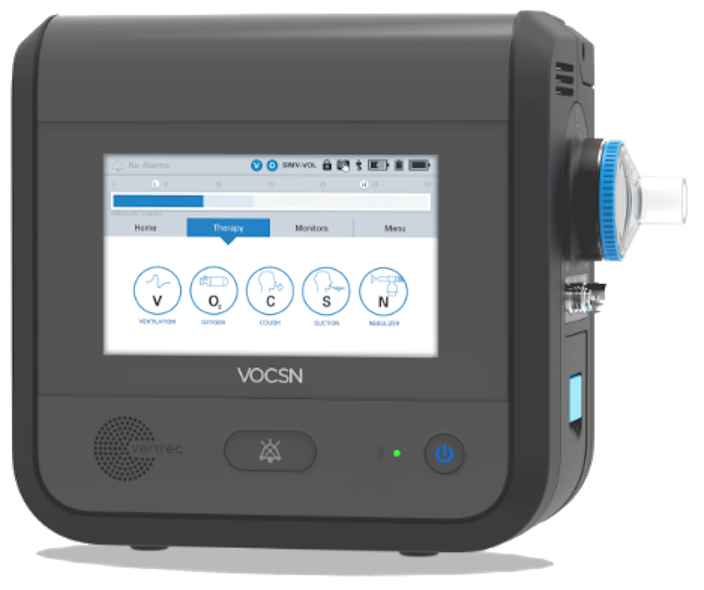 No Alarms
SIMV-VOL
Home Therapy Monitors Menu
V O₂ C S N
VENTILATION OXYGEN COUGH SUCTION NEBULIZER
VOCSN
ventec